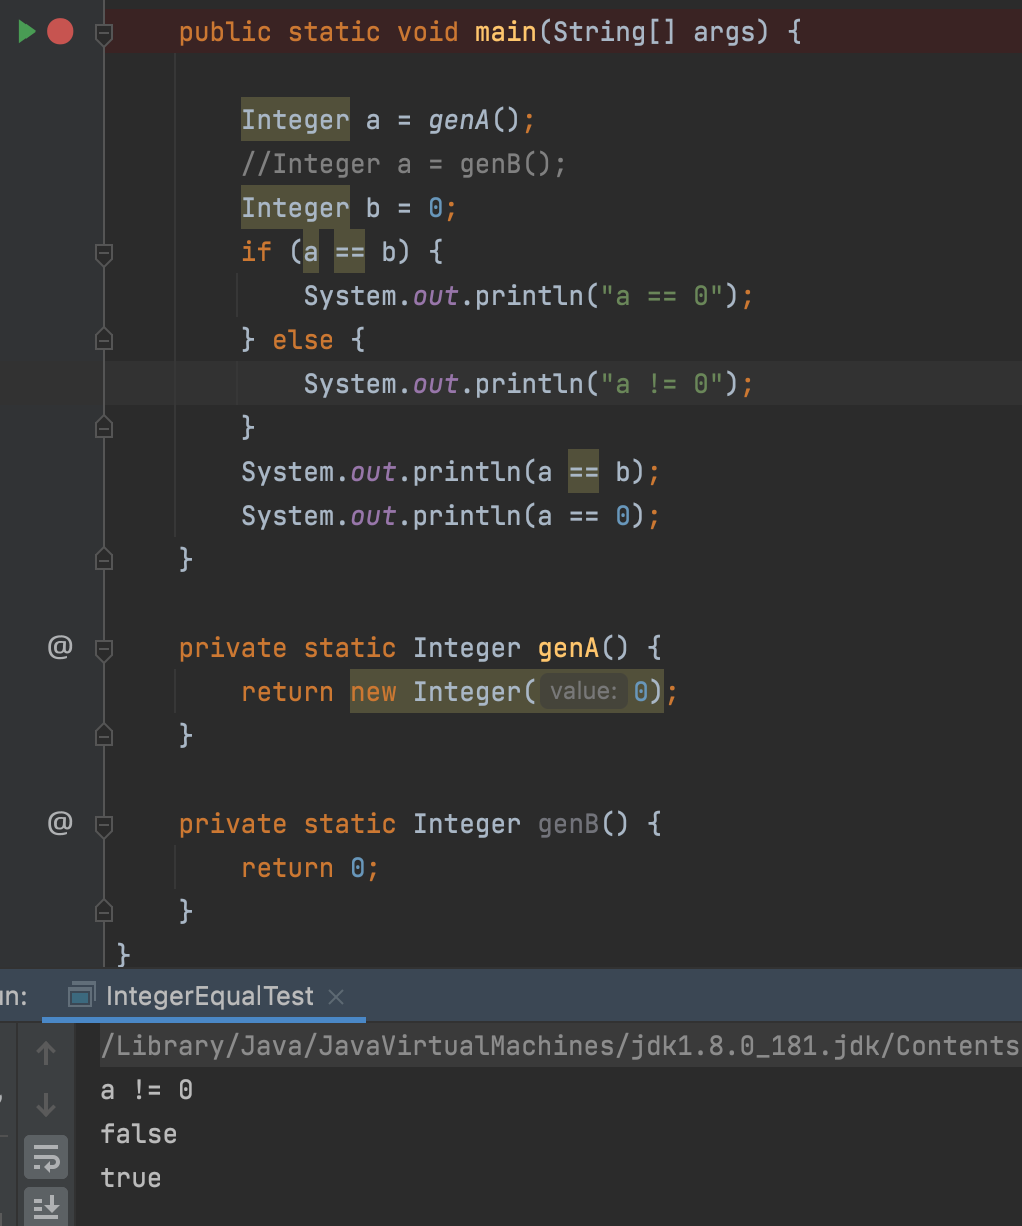 public static void main(String[] args) {
Integer a = genA();
//Integer a = genB();
Integer b = 0;
if (a == b) {
System.out.println("a == 0");
} else {
System.out.println("a != 0");
}
System.out.println(a == b);
System.out.println(a == 0);
}
@ private static Integer genA() {
return new Integer( value: 0);
}
@ private static Integer genB() {
return 0;
}
}
un: IntegerEqualTest ×
/Library/Java/JavaVirtualMachines/jdk1.8.0_181.jdk/Contents
a != 0
false
true